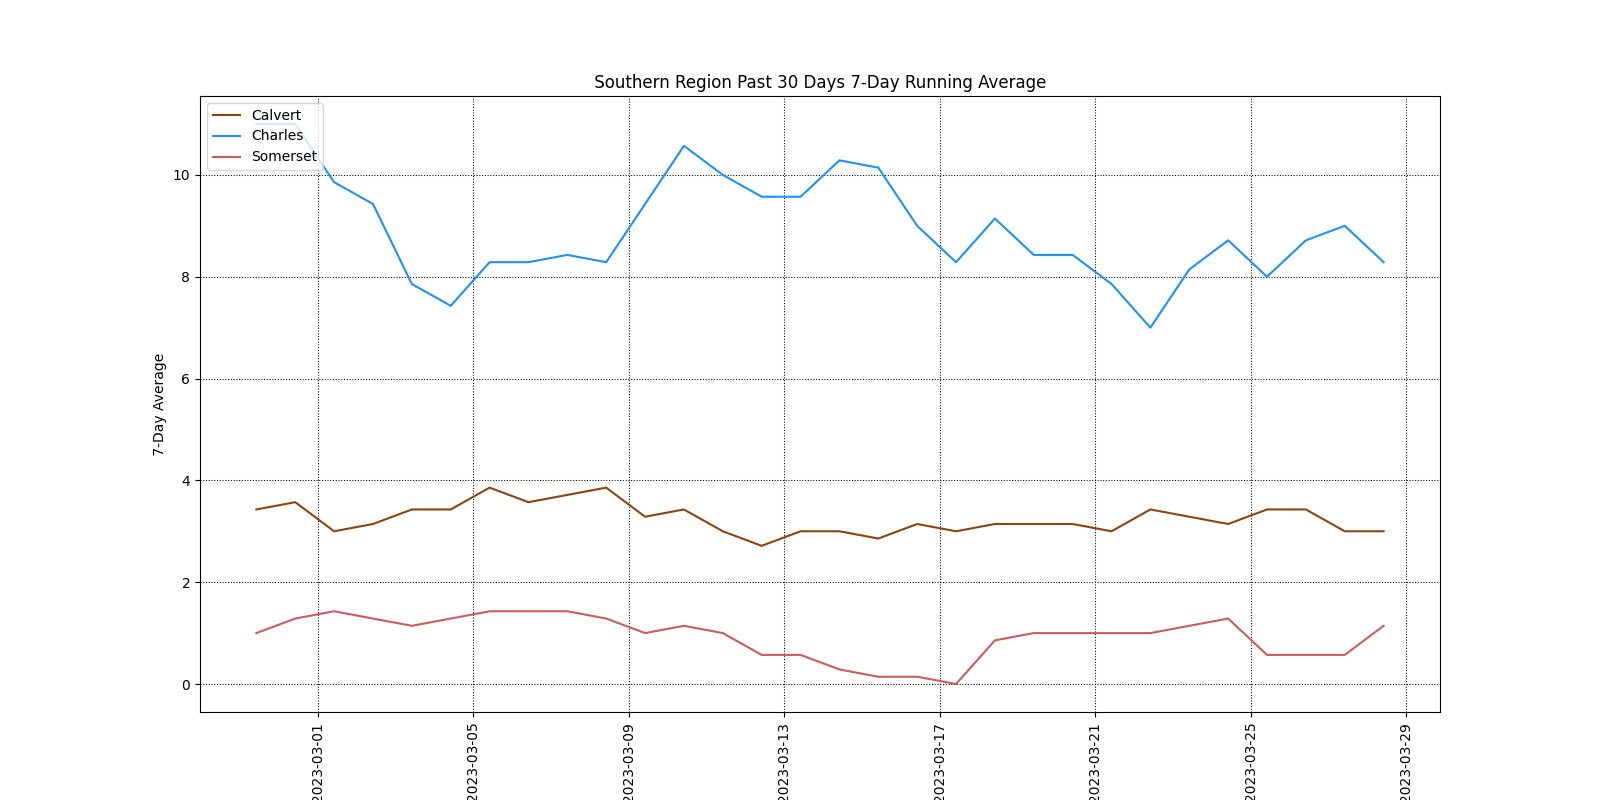 Southern Region Past 30 Days 7-Day Running Average
Calvert
Charles
Somerset
7-Day Average
10
8
6
4
2
0
2023-03-01
2023-03-05
2023-03-09
2023-03-13
2023-03-17
2023-03-21
2023-03-25
2023-03-29